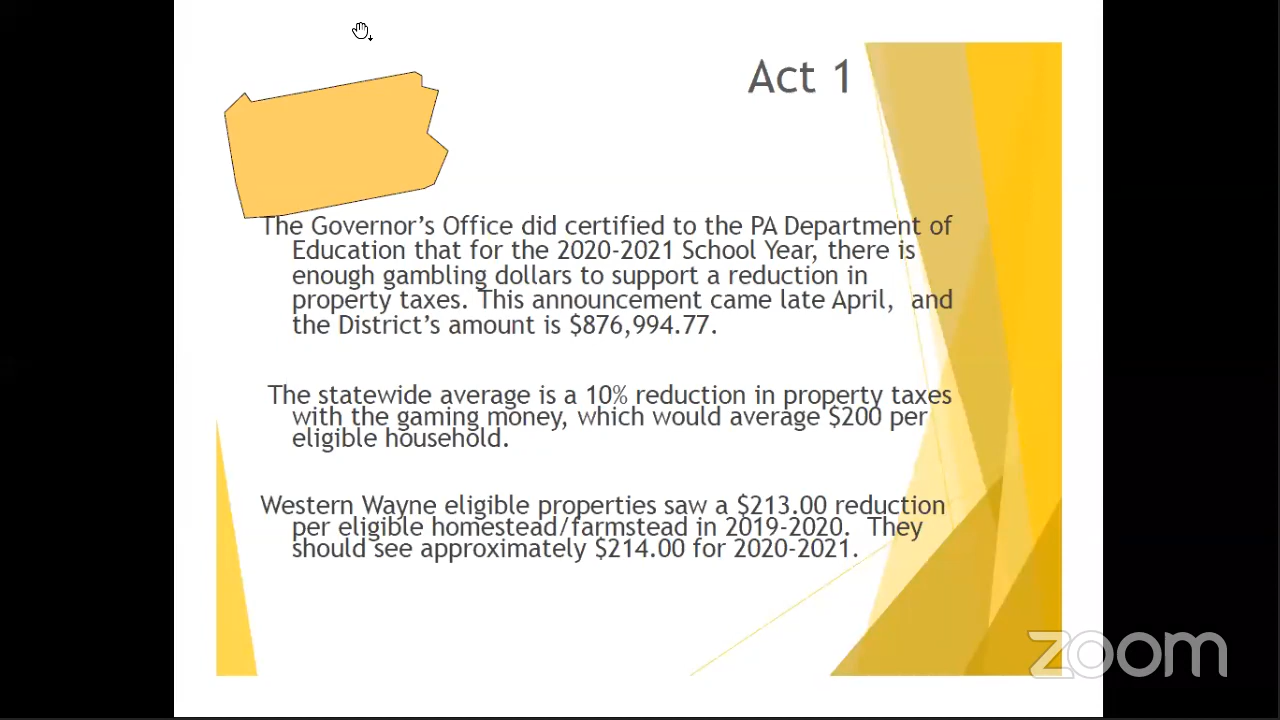 Act 1
The Governor's Office did certified to the PA Department of
Education that for the 2020-2021 School Year, there is
enough gambling dollars to support a reduction in
property taxes. This announcement came late April,  and
the District's amount is $876,994.77.
The statewide average is a 10% reduction in property taxes
with the gaming money, which would average $200 per
eligible household.
Western Wayne eligible properties saw a $213.00 reduction
per eligible homestead/farmstead in 2019-2020.  They
should see approximately $214.00 for 2020-2021.
zoom